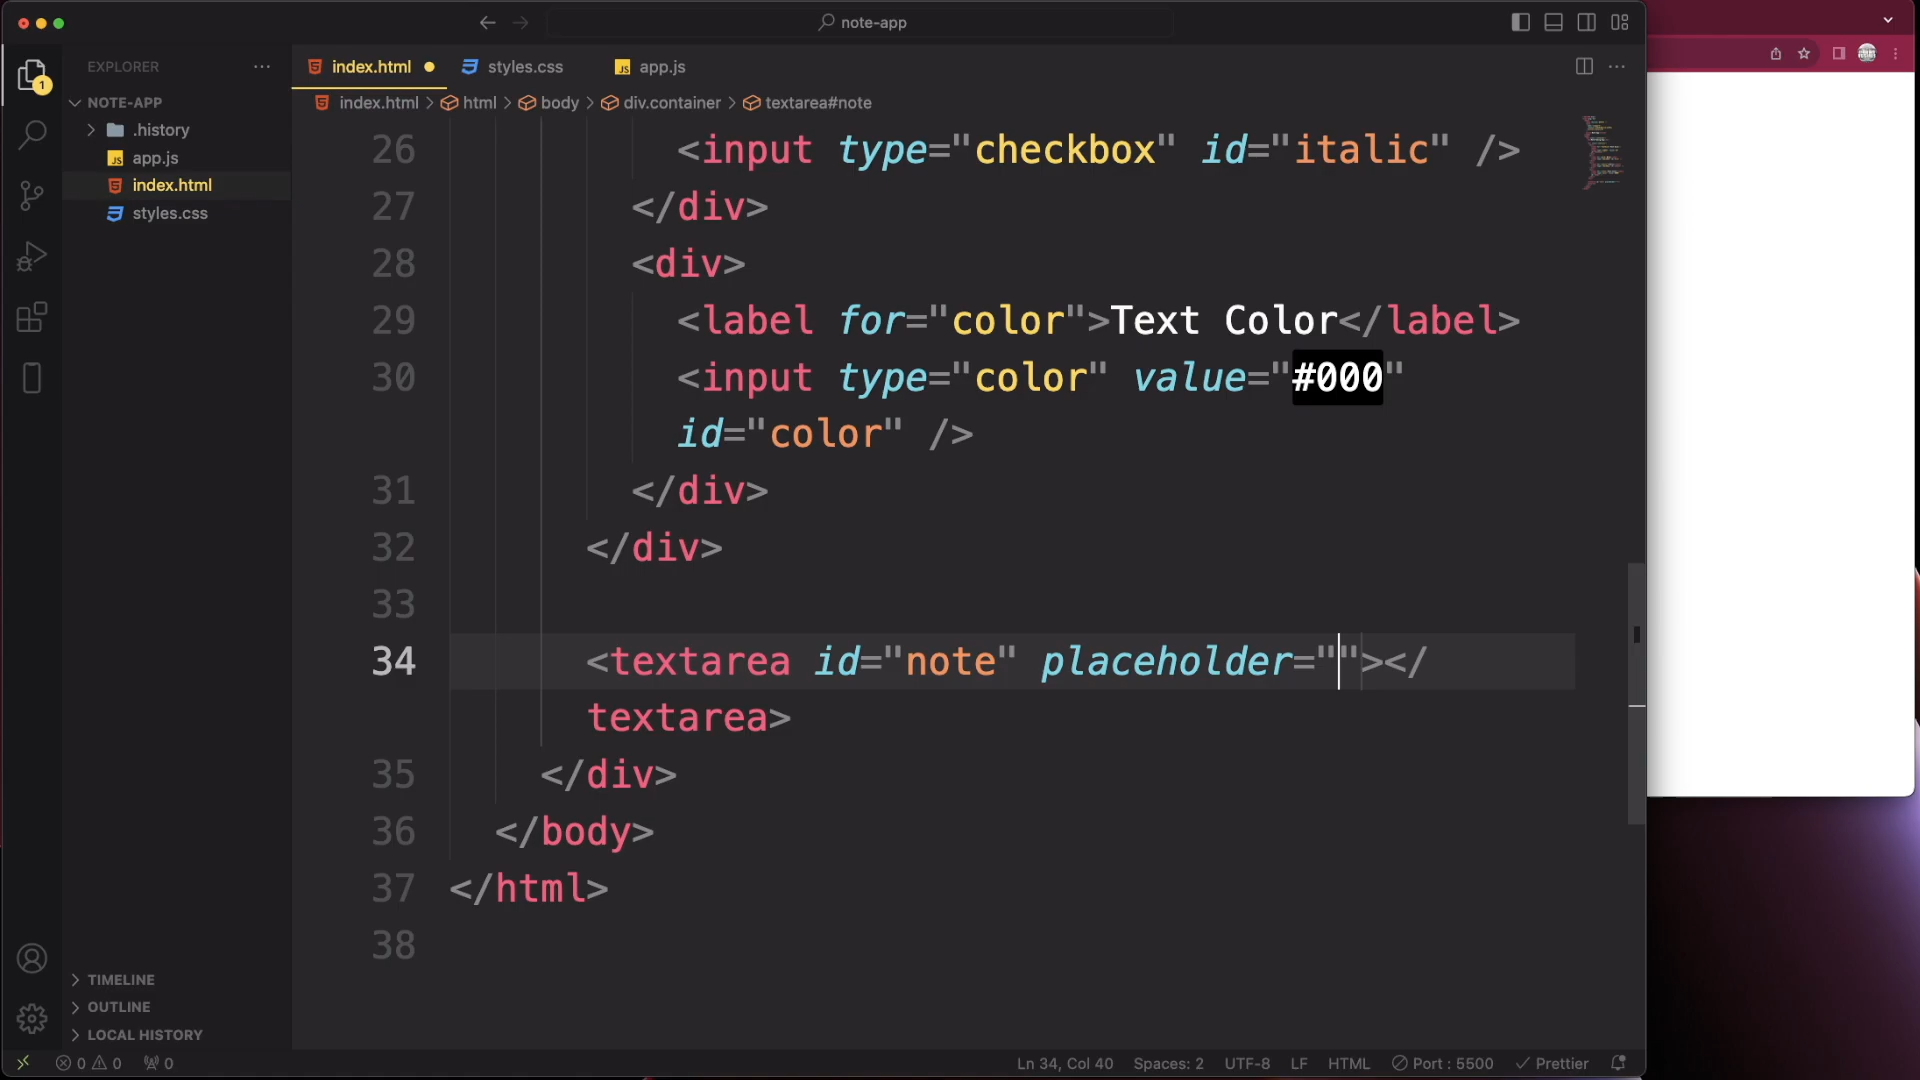 note-app
EXPLORER
NOTE-APP
.history
app.js
index.html
styles.css
TIMELINE
OUTLINE
LOCAL HISTORY
1
index.html
styles.css
JS app.js
index.html > html > body > div.container > textarea#note
26 <input type="checkbox" id="italic" />
27 </div>
28 <div>
29 <label for="color">Text Color</label>
30 <input type="color" value="#000"
id="color" />
31 </div>
32 </div>
33
34 <textarea id="note" placeholder=""></
textarea>
35 </div>
36 </body>
37 </html>
38
0 0 0
Ln 34, Col 40 Spaces: 2 UTF-8 LF HTML Port : 5500 Prettier